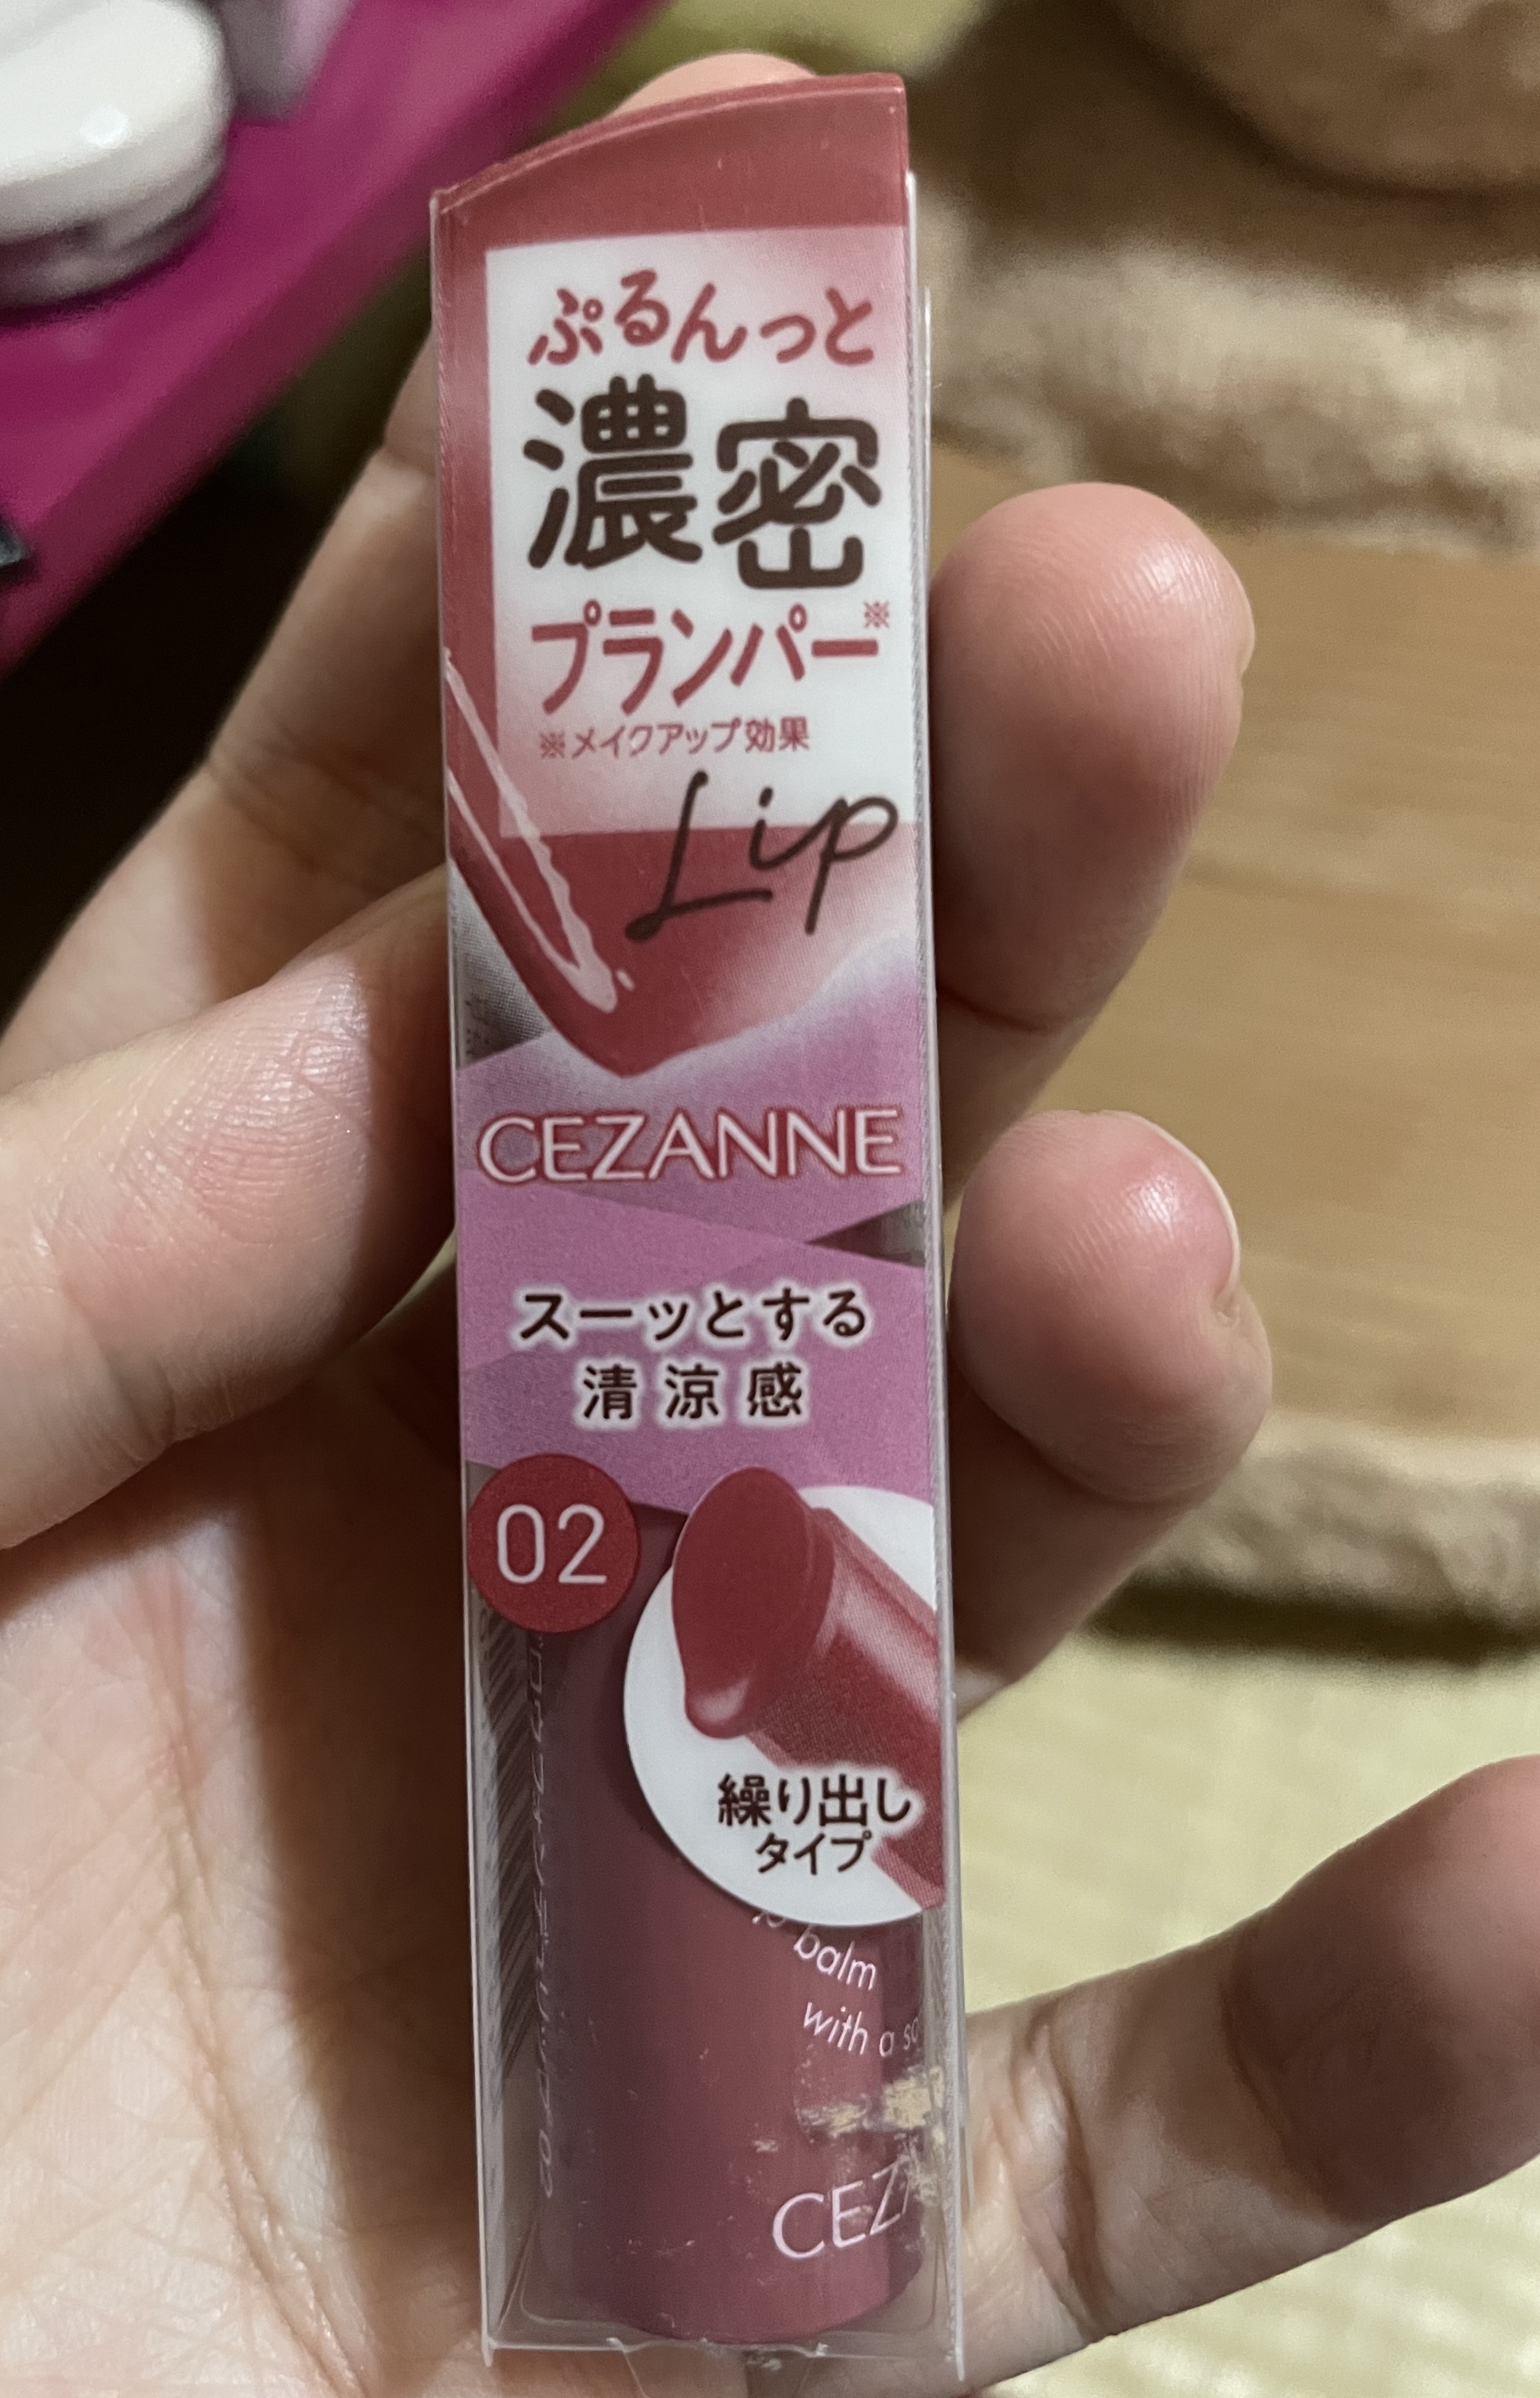 ぷるんっと
濃密
プランパー※
※メイクアップ効果
Lip
CEZANNE
スーッとする
清涼感
02
繰り出し
タイプ
balm
with a
CEZ